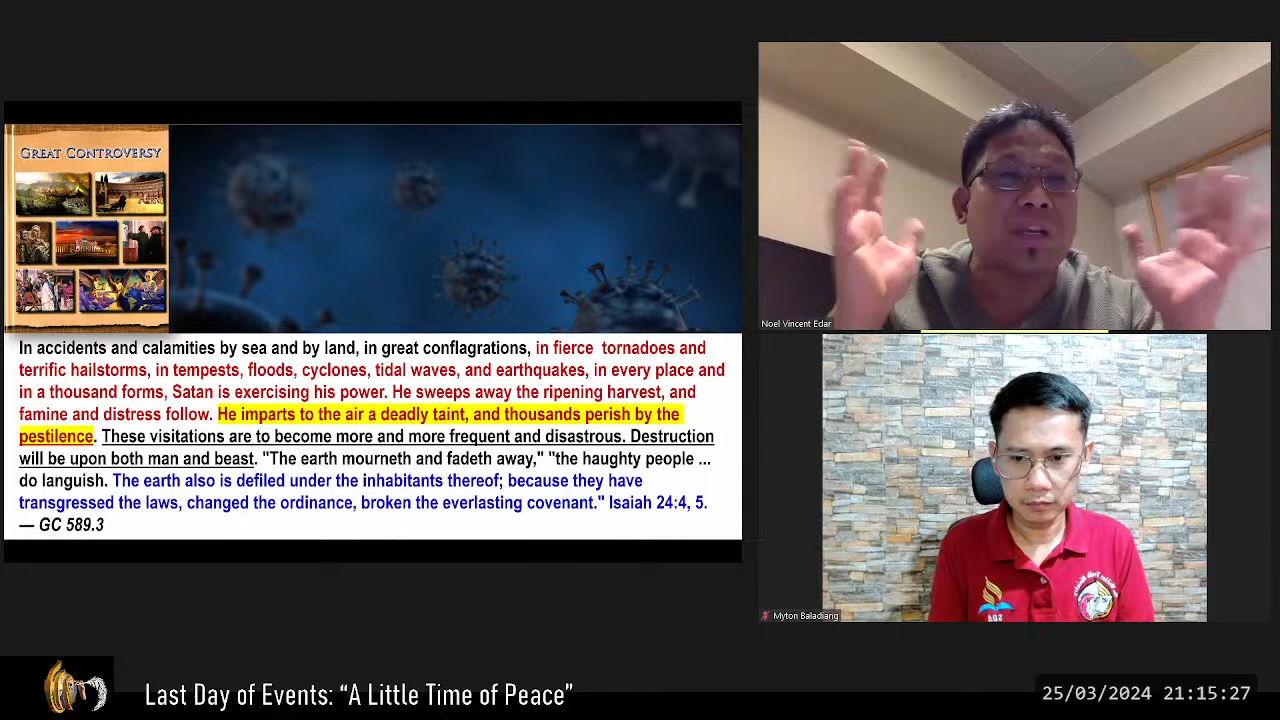 GREAT CONTROVERSY
In accidents and calamities by sea and by land, in great conflagrations, in fierce tornadoes and
terrific hailstorms, in tempests, floods, cyclones, tidal waves, and earthquakes, in every place and
in a thousand forms, Satan is exercising his power. He sweeps away the ripening harvest, and
famine and distress follow. He imparts to the air a deadly taint, and thousands perish by the
pestilence. These visitations are to become more and more frequent and disastrous. Destruction
will be upon both man and beast. "The earth mourneth and fadeth away," "the haughty people ...
do languish. The earth also is defiled under the inhabitants thereof; because they have
transgressed the laws, changed the ordinance, broken the everlasting covenant." Isaiah 24:4, 5.
— GC 589.3
Noel Vincent Edar
Myton Baladiang
Last Day of Events: “A Little Time of Peace”
25/03/2024 21:15:27